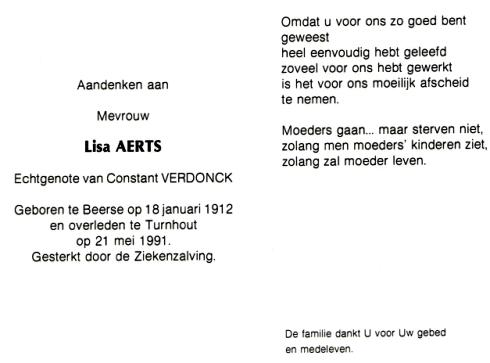 Aandenken aan
Mevrouw
Lisa AERTS
Echtgenote van Constant VERDONCK
Geboren te Beerse op 18 januari 1912
en overleden te Turnhout
op 21 mei 1991.
Gesterkt door de Ziekenzalving.
Omdat u voor ons zo goed bent
geweest
heel eenvoudig hebt geleefd
zoveel voor ons hebt gewerkt
is het voor ons moeilijk afscheid
te nemen.
Moeders gaan... maar sterven niet,
zolang men moeders' kinderen ziet,
zolang zal moeder leven.
De familie dankt U voor Uw gebed
en medeleven.